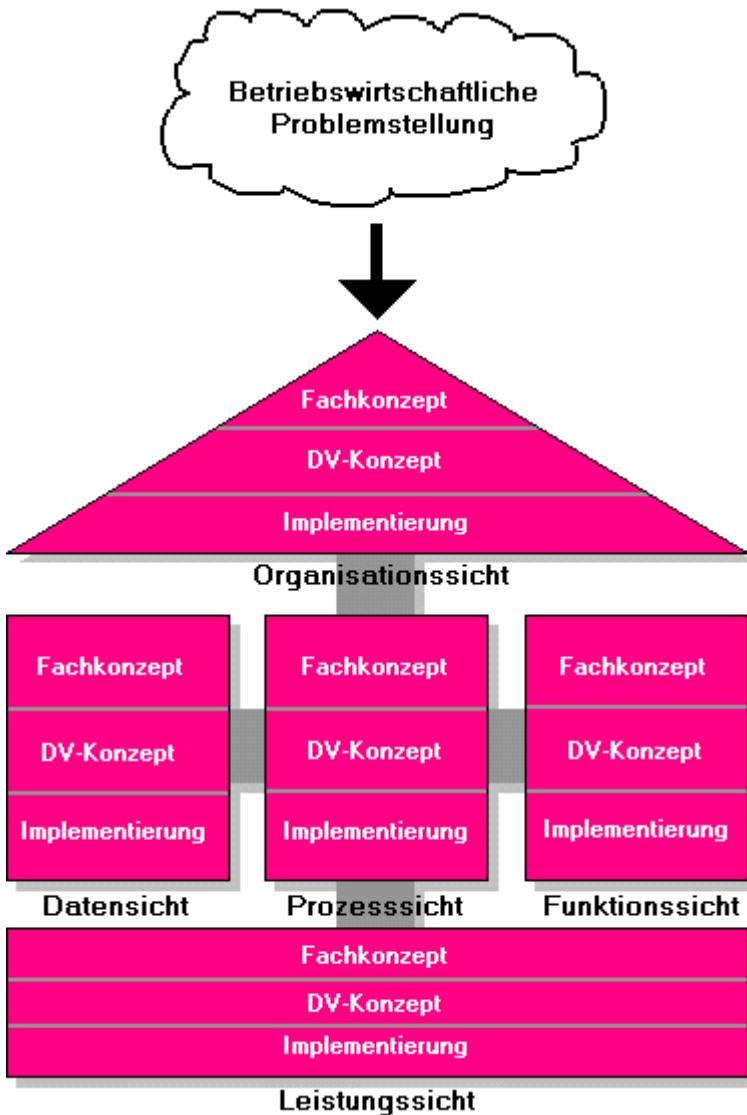 Betriebswirtschaftliche
Problemstellung
Fachkonzept
DV-Konzept
Implementierung
Organisationssicht
Fachkonzept
DV-Konzept
Implementierung
Datensicht
Fachkonzept
DV-Konzept
Implementierung
Prozesssicht
Fachkonzept
DV-Konzept
Implementierung
Funktionssicht
Fachkonzept
DV-Konzept
Implementierung
Leistungssicht